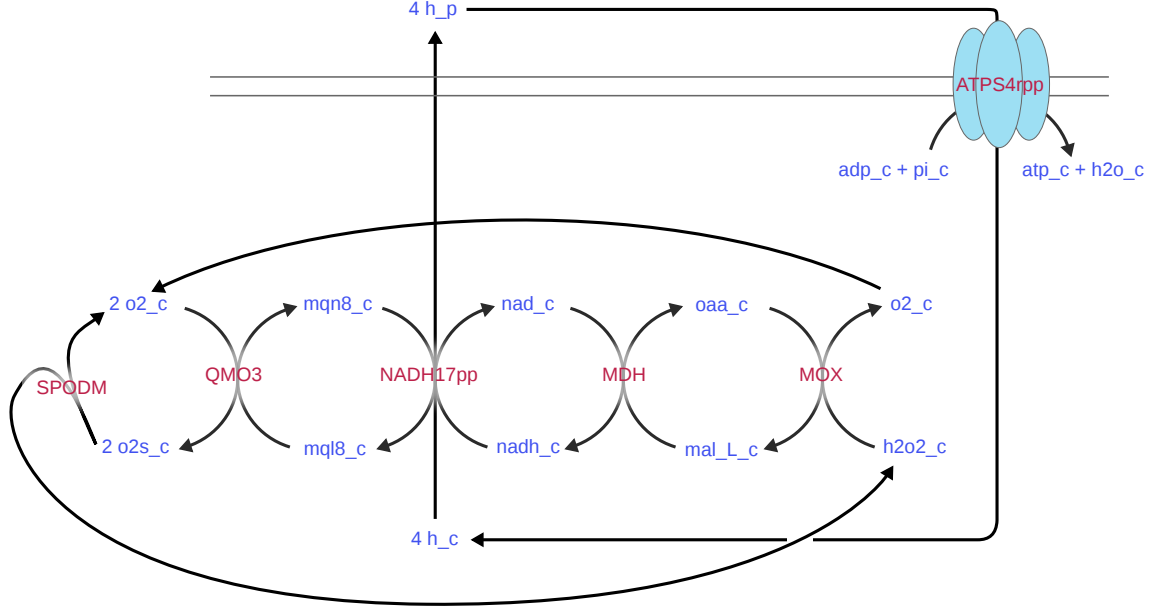 4 h_p
ATPS4rpp
adp_c + pi_c
atp_c + h2o_c
2 o2_c
mqn8_c
nad_c
oaa_c
o2_c
SPODM
QMO3
NADH17pp
MDH
MOX
2 o2s_c
mql8_c
nadh_c
mal_L_c
h2o2_c
4 h_c